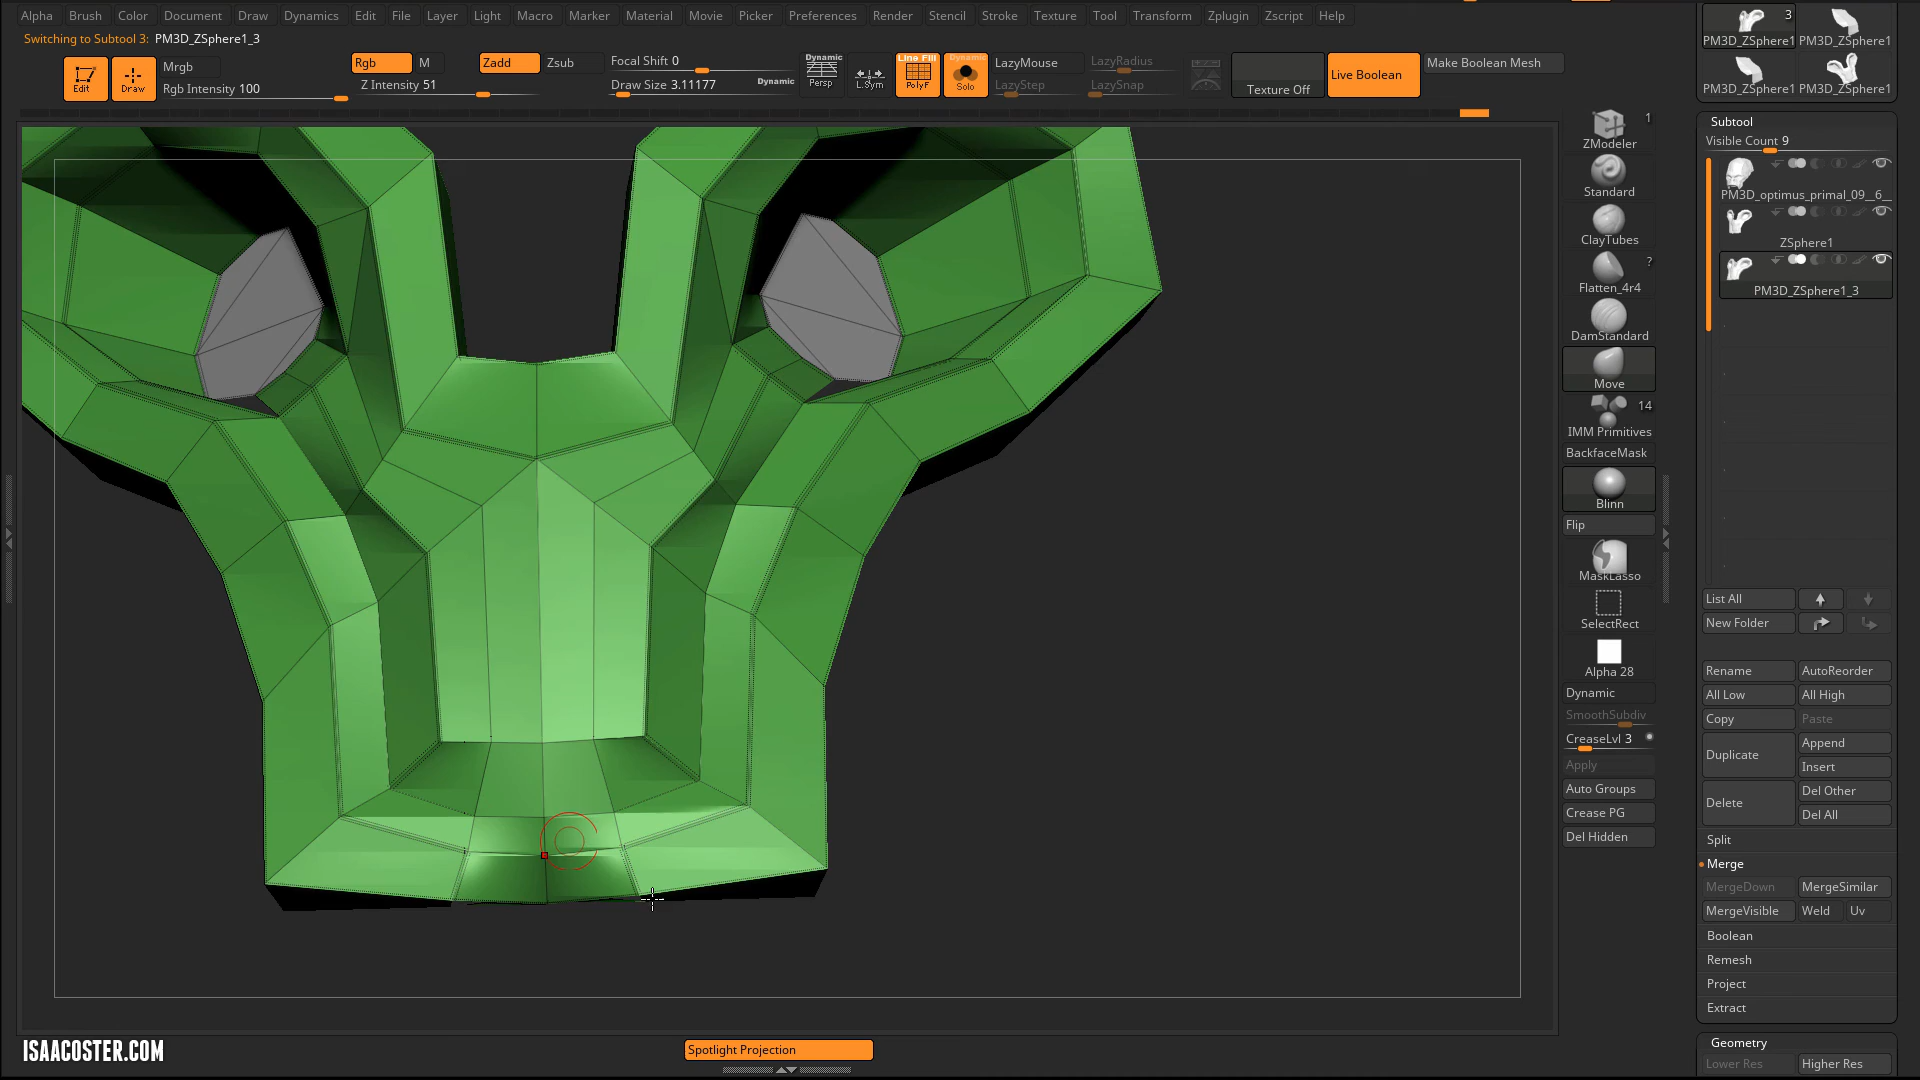 Alpha Brush Color Document Draw Dynamics Edit File Layer Light Macro Marker Material Movie Picker Preferences Render Stencil Stroke Texture Tool Transform Zplugin Zscript Help
Switching to Subtool 3: PM3D_ZSphere1_3
Edit
Draw
Mrgb
Rgb Intensity 100
Rgb
M
Zadd
Zsub
Z Intensity 51
Focal Shift 0
Draw Size 3.11177
Dynamic
Dynamic
Persp
L.Sym
Line Fill
PolyF
Dynamic
Solo
LazyMouse
LazyStep
LazyRadius
LazySnap
Texture Off
Live Boolean
Make Boolean Mesh
1
ZModeler
Standard
ClayTubes
?
Flatten_4r4
DamStandard
Move
14
IMM Primitives
BackfaceMask
Blinn
Flip
MaskLasso
SelectRect
Alpha 28
Dynamic
SmoothSubdiv
CreaseLvl 3
Apply
Auto Groups
Crease PG
Del Hidden
3
PM3D_ZSphere1 PM3D_ZSphere1
PM3D_ZSphere1 PM3D_ZSphere1
Subtool
Visible Count 9
PM3D_optimus_primal_09__6__
ZSphere1
PM3D_ZSphere1_3
List All
New Folder
Rename AutoReorder
All Low All High
Copy Paste
Duplicate Append
Insert
Delete Del Other
Del All
Split
Merge
MergeDown MergeSimilar
MergeVisible Weld Uv
Boolean
Remesh
Project
Extract
Geometry
Lower Res Higher Res
ISAACOSTER.COM
Spotlight Projection